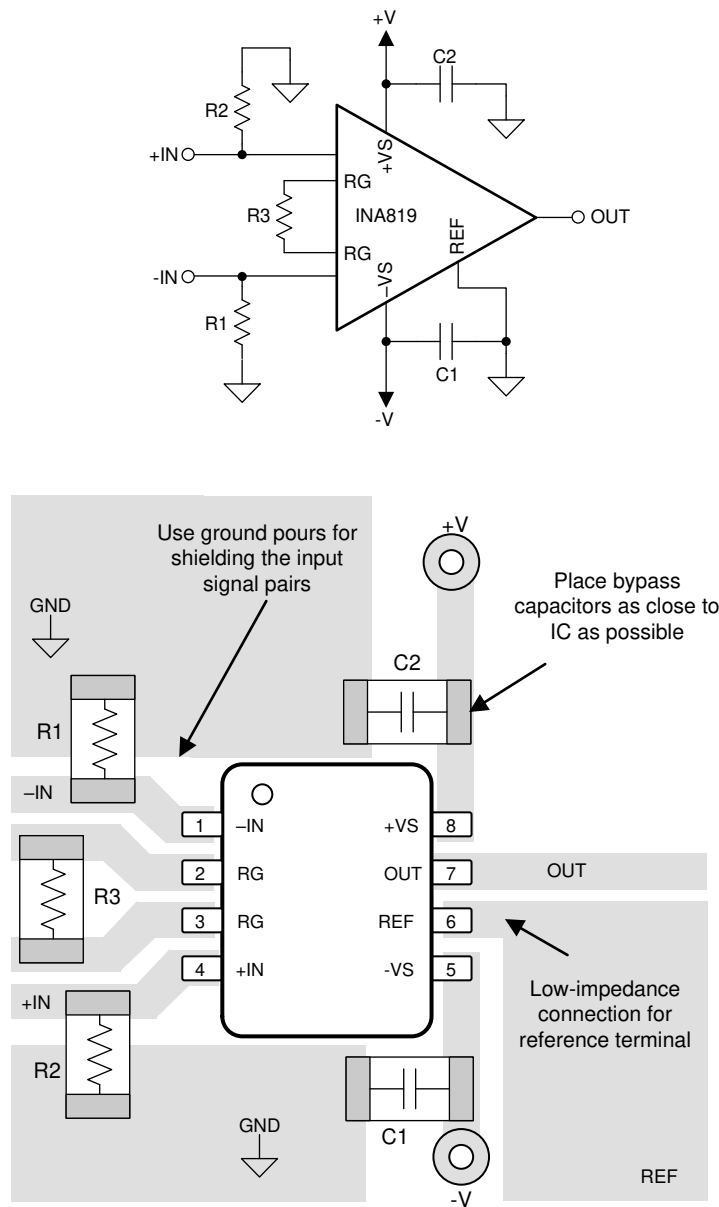 +V
C2
R2
+IN
+VS
RG
R3
INA819
REF
OUT
RG
-IN
–VS
R1
C1
-V
Use ground pours for
shielding the input
signal pairs
+V
Place bypass
capacitors as close to
IC as possible
GND
C2
R1
–IN
1
–IN
+VS
8
2
RG
OUT
7
OUT
R3
3
RG
REF
6
4
+IN
-VS
5
+IN
Low-impedance
connection for
reference terminal
R2
GND
C1
REF
-V